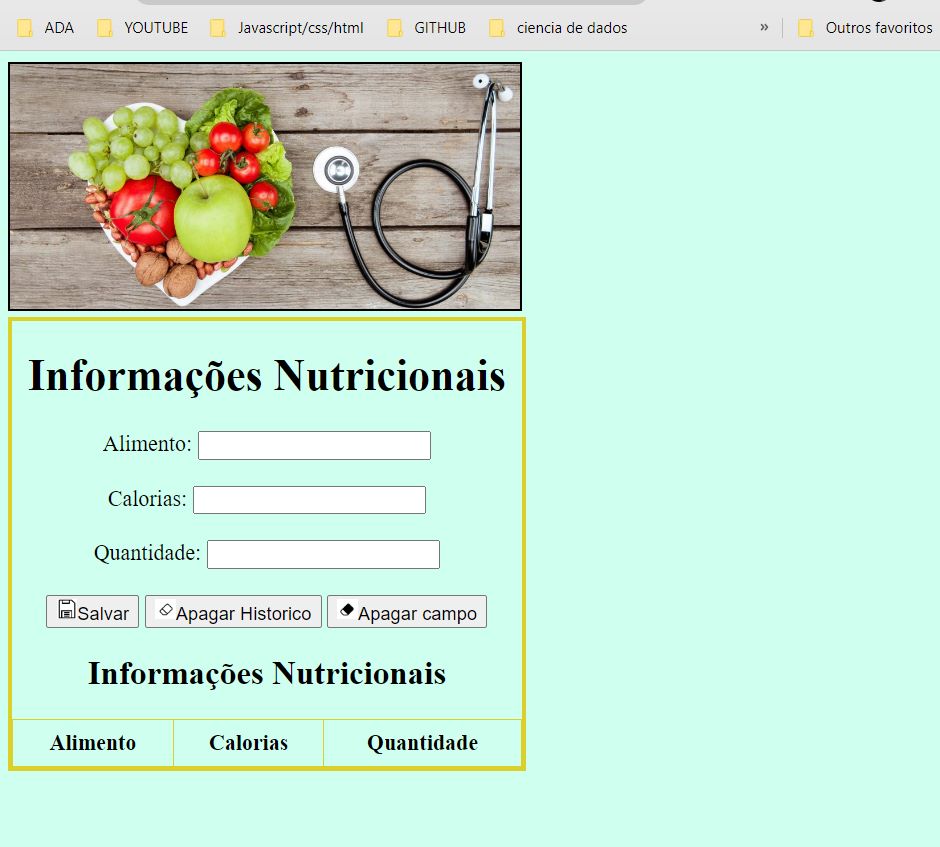 ADA YOUTUBE Javascript/css/html GITHUB ciencia de dados » Outros favoritos
Informações Nutricionais
Alimento:
Calorias:
Quantidade:
Salvar Apagar Historico Apagar campo
Informações Nutricionais
Alimento Calorias Quantidade